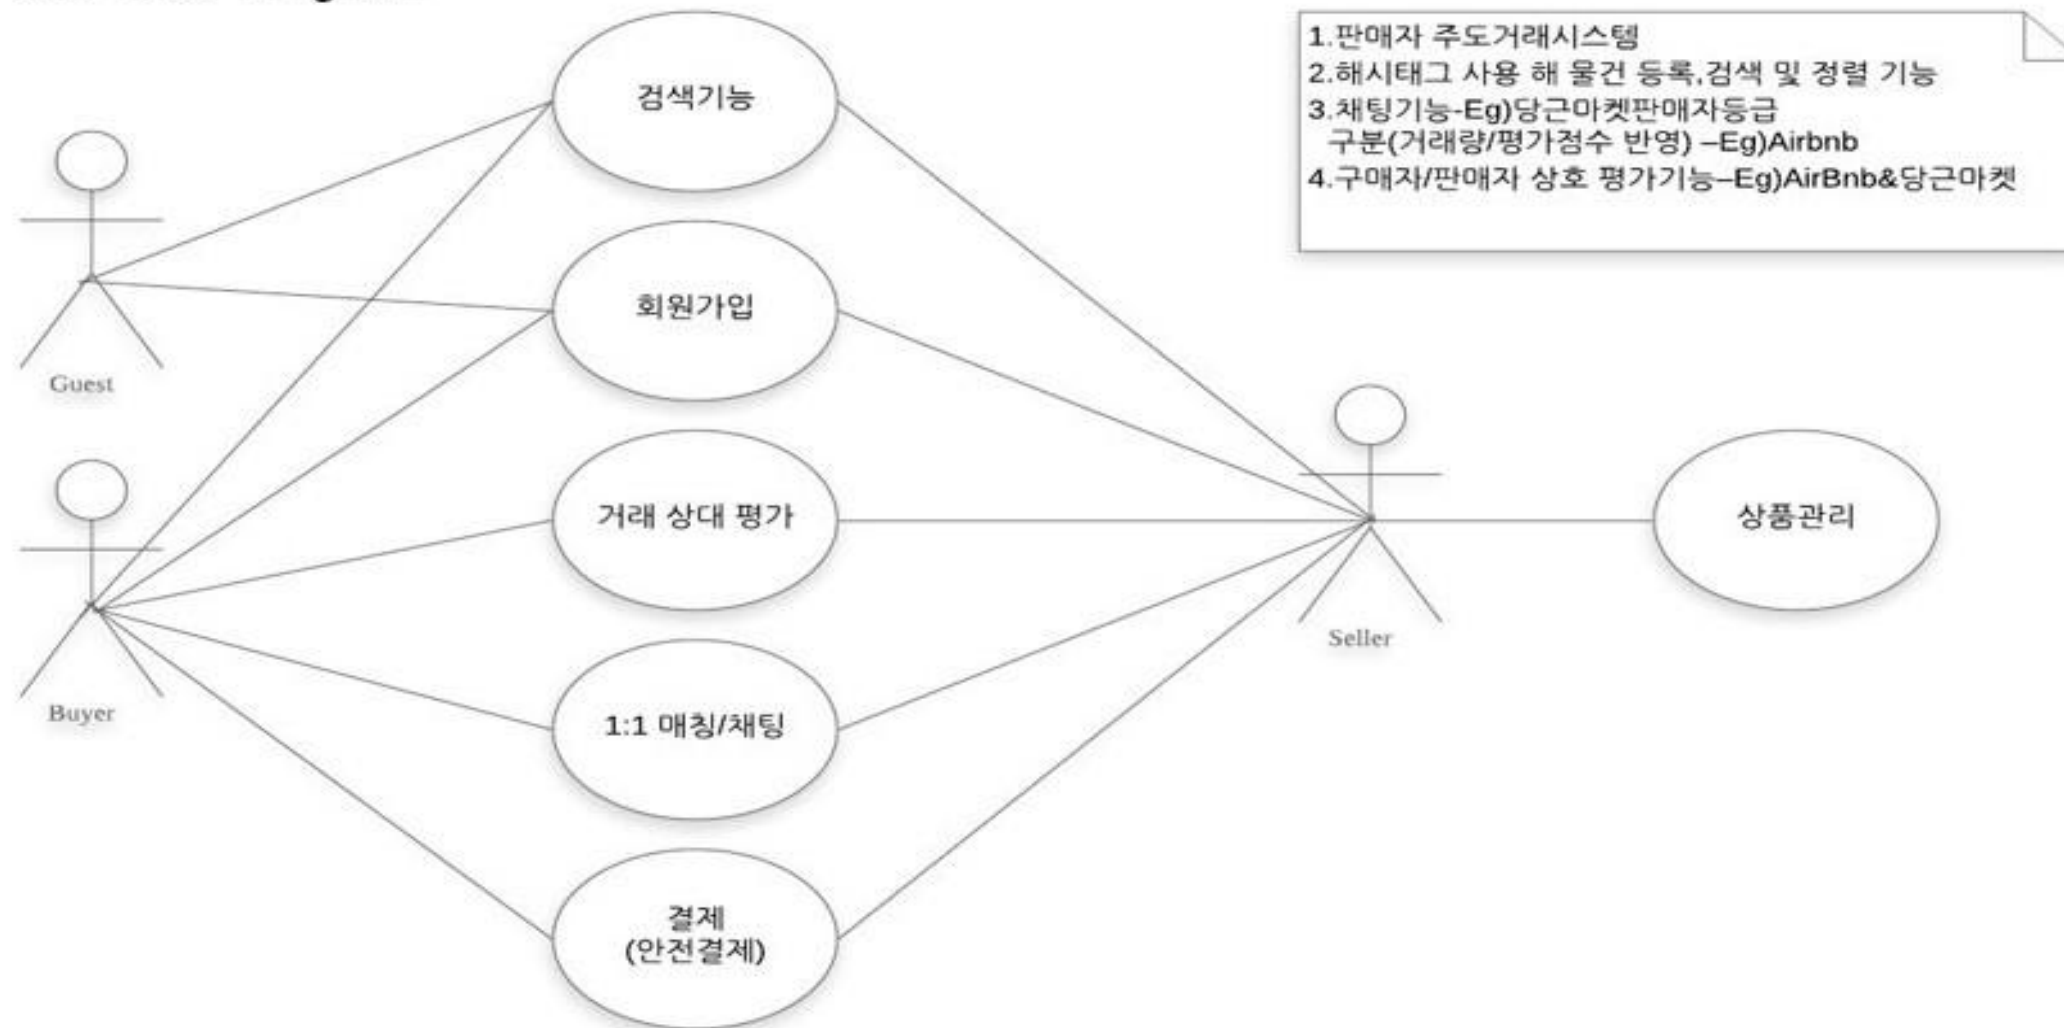 검색기능
1.판매자 주도거래시스템
2.해시태그 사용 해 물건 등록,검색 및 정렬 기능
3.채팅기능-Eg)당근마켓판매자등급
구분(거래량/평가점수 반영) –Eg)Airbnb
4.구매자/판매자 상호 평가기능–Eg)AirBnb&당근마켓
회원가입
Guest
거래 상대 평가
상품관리
Seller
Buyer
1:1 매칭/채팅
결제
(안전결제)